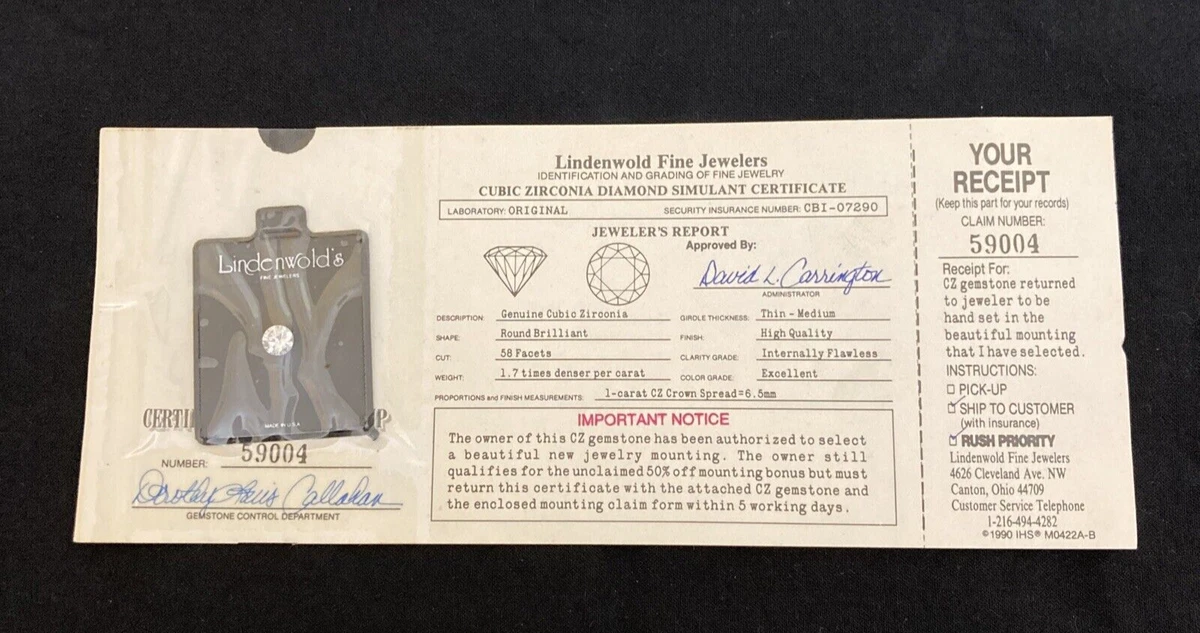 Lindenwold's
FINE JEWELERS
MADE IN U.S.A
CERTI
NUMBER: 59004
Callahan
GEMSTONE CONTROL DEPARTMENT
Lindenwold Fine Jewelers
IDENTIFICATION AND GRADING OF FINE JEWELRY
CUBIC ZIRCONIA DIAMOND SIMULANT CERTIFICATE
LABORATORY: ORIGINAL SECURITY INSURANCE NUMBER: CBI-07290
JEWELER'S REPORT
Approved By:
David L. Carrington
ADMINISTRATOR
DESCRIPTION: Genuine Cubic Zirconia GIRDLE THICKNESS: Thin - Medium
SHAPE: Round Brilliant FINISH: High Quality
CUT: 58 Facets CLARITY GRADE: Internally Flawless
WEIGHT: 1.7 times denser per carat COLOR GRADE: Excellent
PROPORTIONS and FINISH MEASUREMENTS: 1-carat CZ Crown Spread=6.5mm
IMPORTANT NOTICE
The owner of this CZ gemstone has been authorized to select
a beautiful new jewelry mounting. The owner still
qualifies for the unclaimed 50% off mounting bonus but must
return this certificate with the attached CZ gemstone and
the enclosed mounting claim form within 5 working days.
YOUR
RECEIPT
(Keep this part for your records)
CLAIM NUMBER:
59004
Receipt For:
CZ gemstone returned
to jeweler to be
hand set in the
beautiful mounting
that I have selected.
INSTRUCTIONS:
☐ PICK-UP
☑ SHIP TO CUSTOMER
(with insurance)
☑ RUSH PRIORITY
Lindenwold Fine Jewelers
4626 Cleveland Ave. NW
Canton, Ohio 44709
Customer Service Telephone
1-216-494-4282
©1990 IHS® M0422A-B